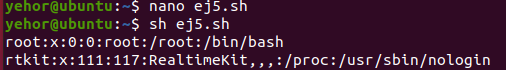 yehor@ubuntu:~$ nano ej5.sh
yehor@ubuntu:~$ sh ej5.sh
root:x:0:0:root:/root:/bin/bash
rtkit:x:111:117:RealtimeKit,,,:/proc:/usr/sbin/nologin